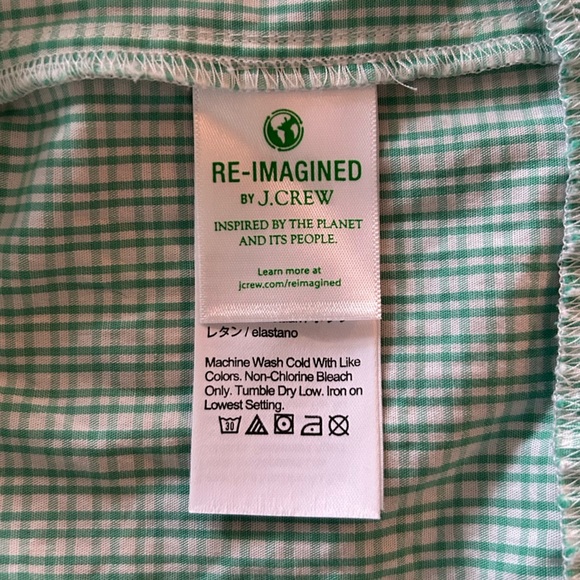 RE-IMAGINED
BY J.CREW
INSPIRED BY THE PLANET
AND ITS PEOPLE.
Learn more at
jcrew.com/reimagined
レタン / elastano
Machine Wash Cold With Like
Colors. Non-Chlorine Bleach
Only. Tumble Dry Low. Iron on
Lowest Setting.
30